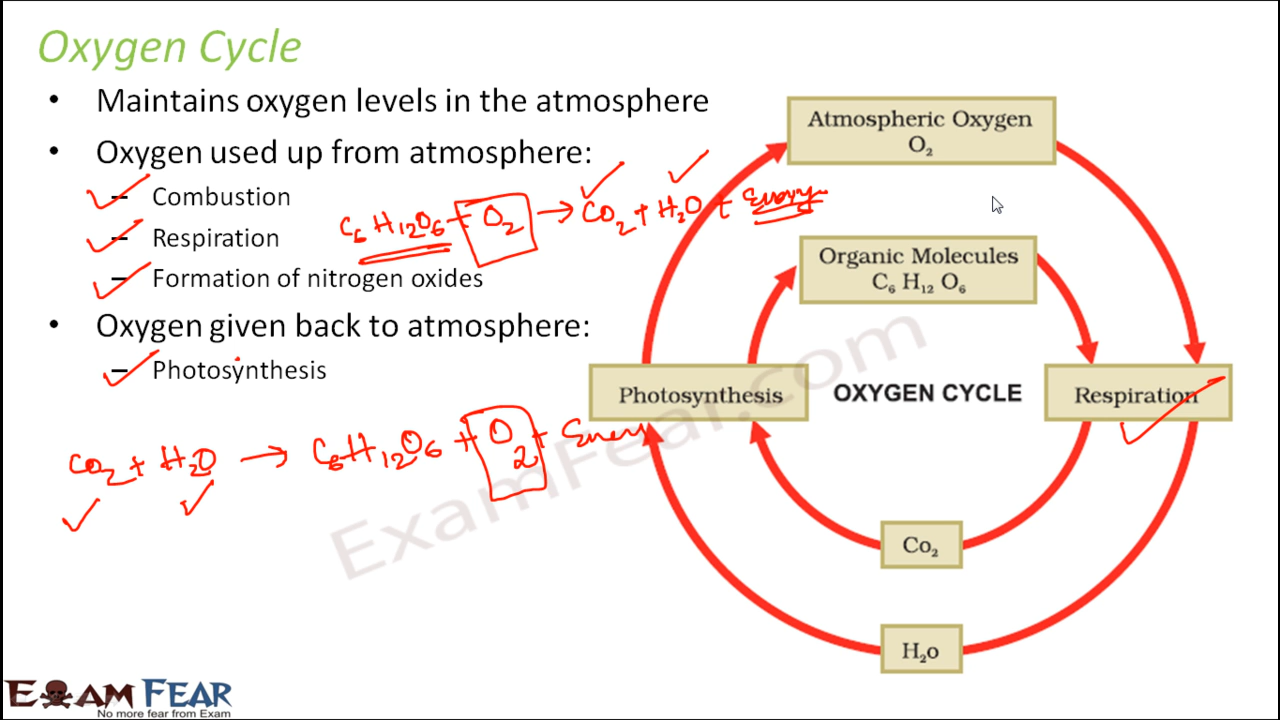 Oxygen Cycle
• Maintains oxygen levels in the atmosphere
• Oxygen used up from atmosphere:
– Combustion
– Respiration
C6 H12O6 + O2 → CO2 + H2O + Energy
– Formation of nitrogen oxides
• Oxygen given back to atmosphere:
– Photosynthesis
CO2 + H2O → C6H12O6 + O2 + Energy
Atmospheric Oxygen
O2
Organic Molecules
C6 H12 O6
Photosynthesis
OXYGEN CYCLE
Respiration
Co2
H2o
ExamFear.com
EXAM FEAR
No more fear from Exam